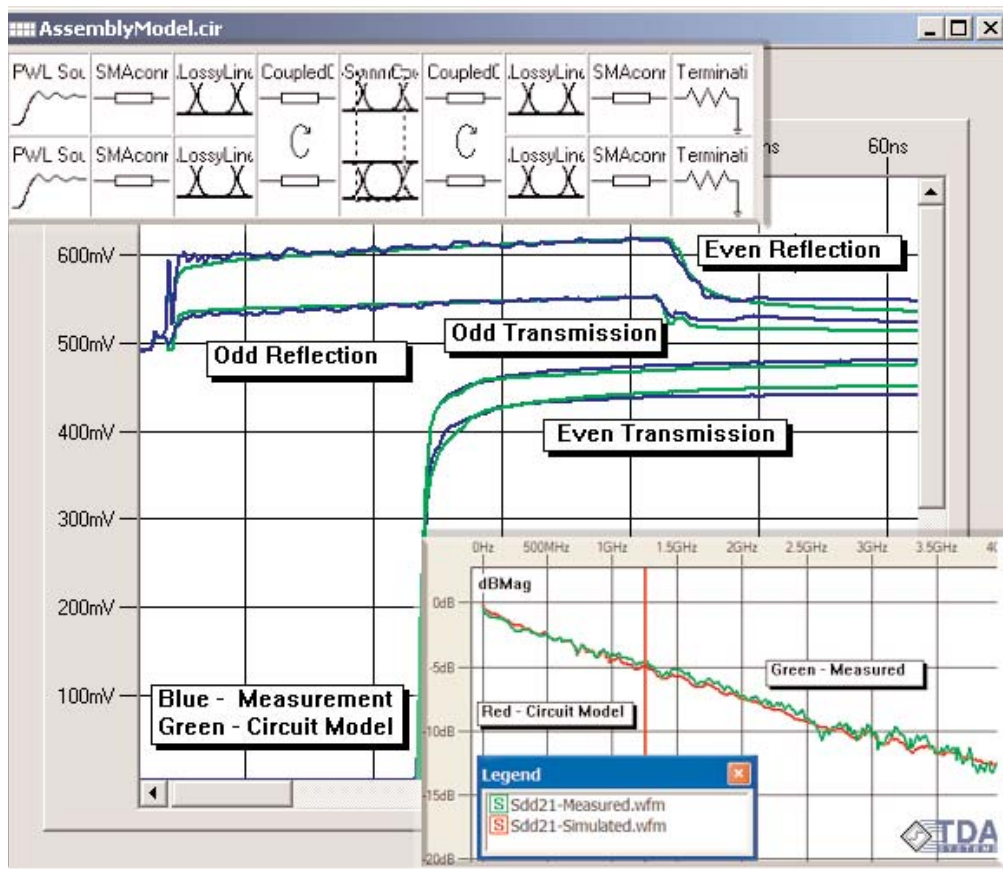 AssemblyModel.cir
PWL Sou SMAconr .LossyLine CoupledC CoupledC .LossyLine SMAconr Terminati
PWL Sou SMAconr .LossyLine .LossyLine SMAconr Terminati
ns 60ns
600mV
Even Reflection
500mV
Odd Transmission
Odd Reflection
400mV
Even Transmission
300mV
0Hz 500MHz 1GHz 1.5GHz 2GHz 2.5GHz 3GHz 3.5GHz
dBMag
200mV
0dB
-5dB
Green - Measured
100mV
Blue - Measurement
Green - Circuit Model
Red - Circuit Model
-10dB
Legend
-15dB
S Sdd21-Measured.wfm
S Sdd21-Simulated.wfm
TDA
SYSTEMS
-20dB